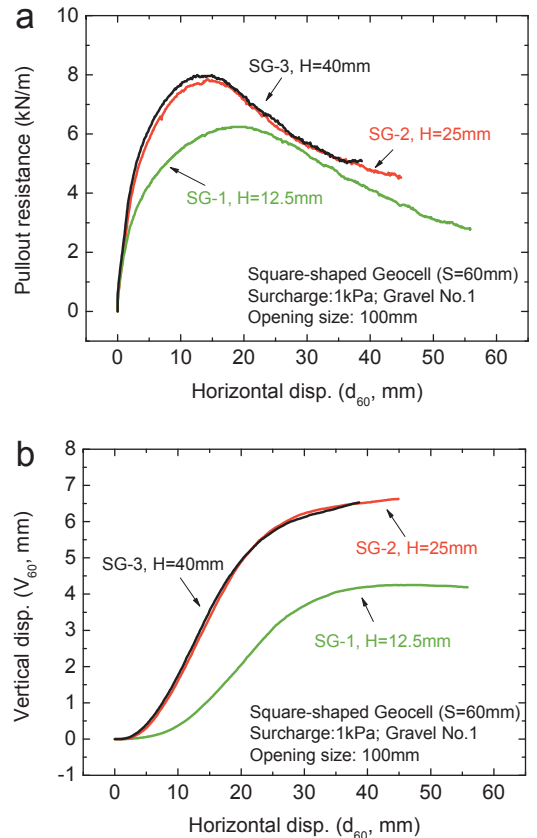 a
10
8
6
4
2
0
Pullout resistance (kN/m)
SG-3, H=40mm
SG-2, H=25mm
SG-1, H=12.5mm
Square-shaped Geocell (S=60mm)
Surcharge:1kPa; Gravel No.1
Opening size: 100mm
0 10 20 30 40 50 60
Horizontal disp. (d60, mm)
b
8
7
6
5
4
3
2
1
0
-1
Vertical disp. (V60, mm)
SG-3, H=40mm
SG-2, H=25mm
SG-1, H=12.5mm
Square-shaped Geocell (S=60mm)
Surcharge:1kPa; Gravel No.1
Opening size: 100mm
0 10 20 30 40 50 60
Horizontal disp. (d60, mm)